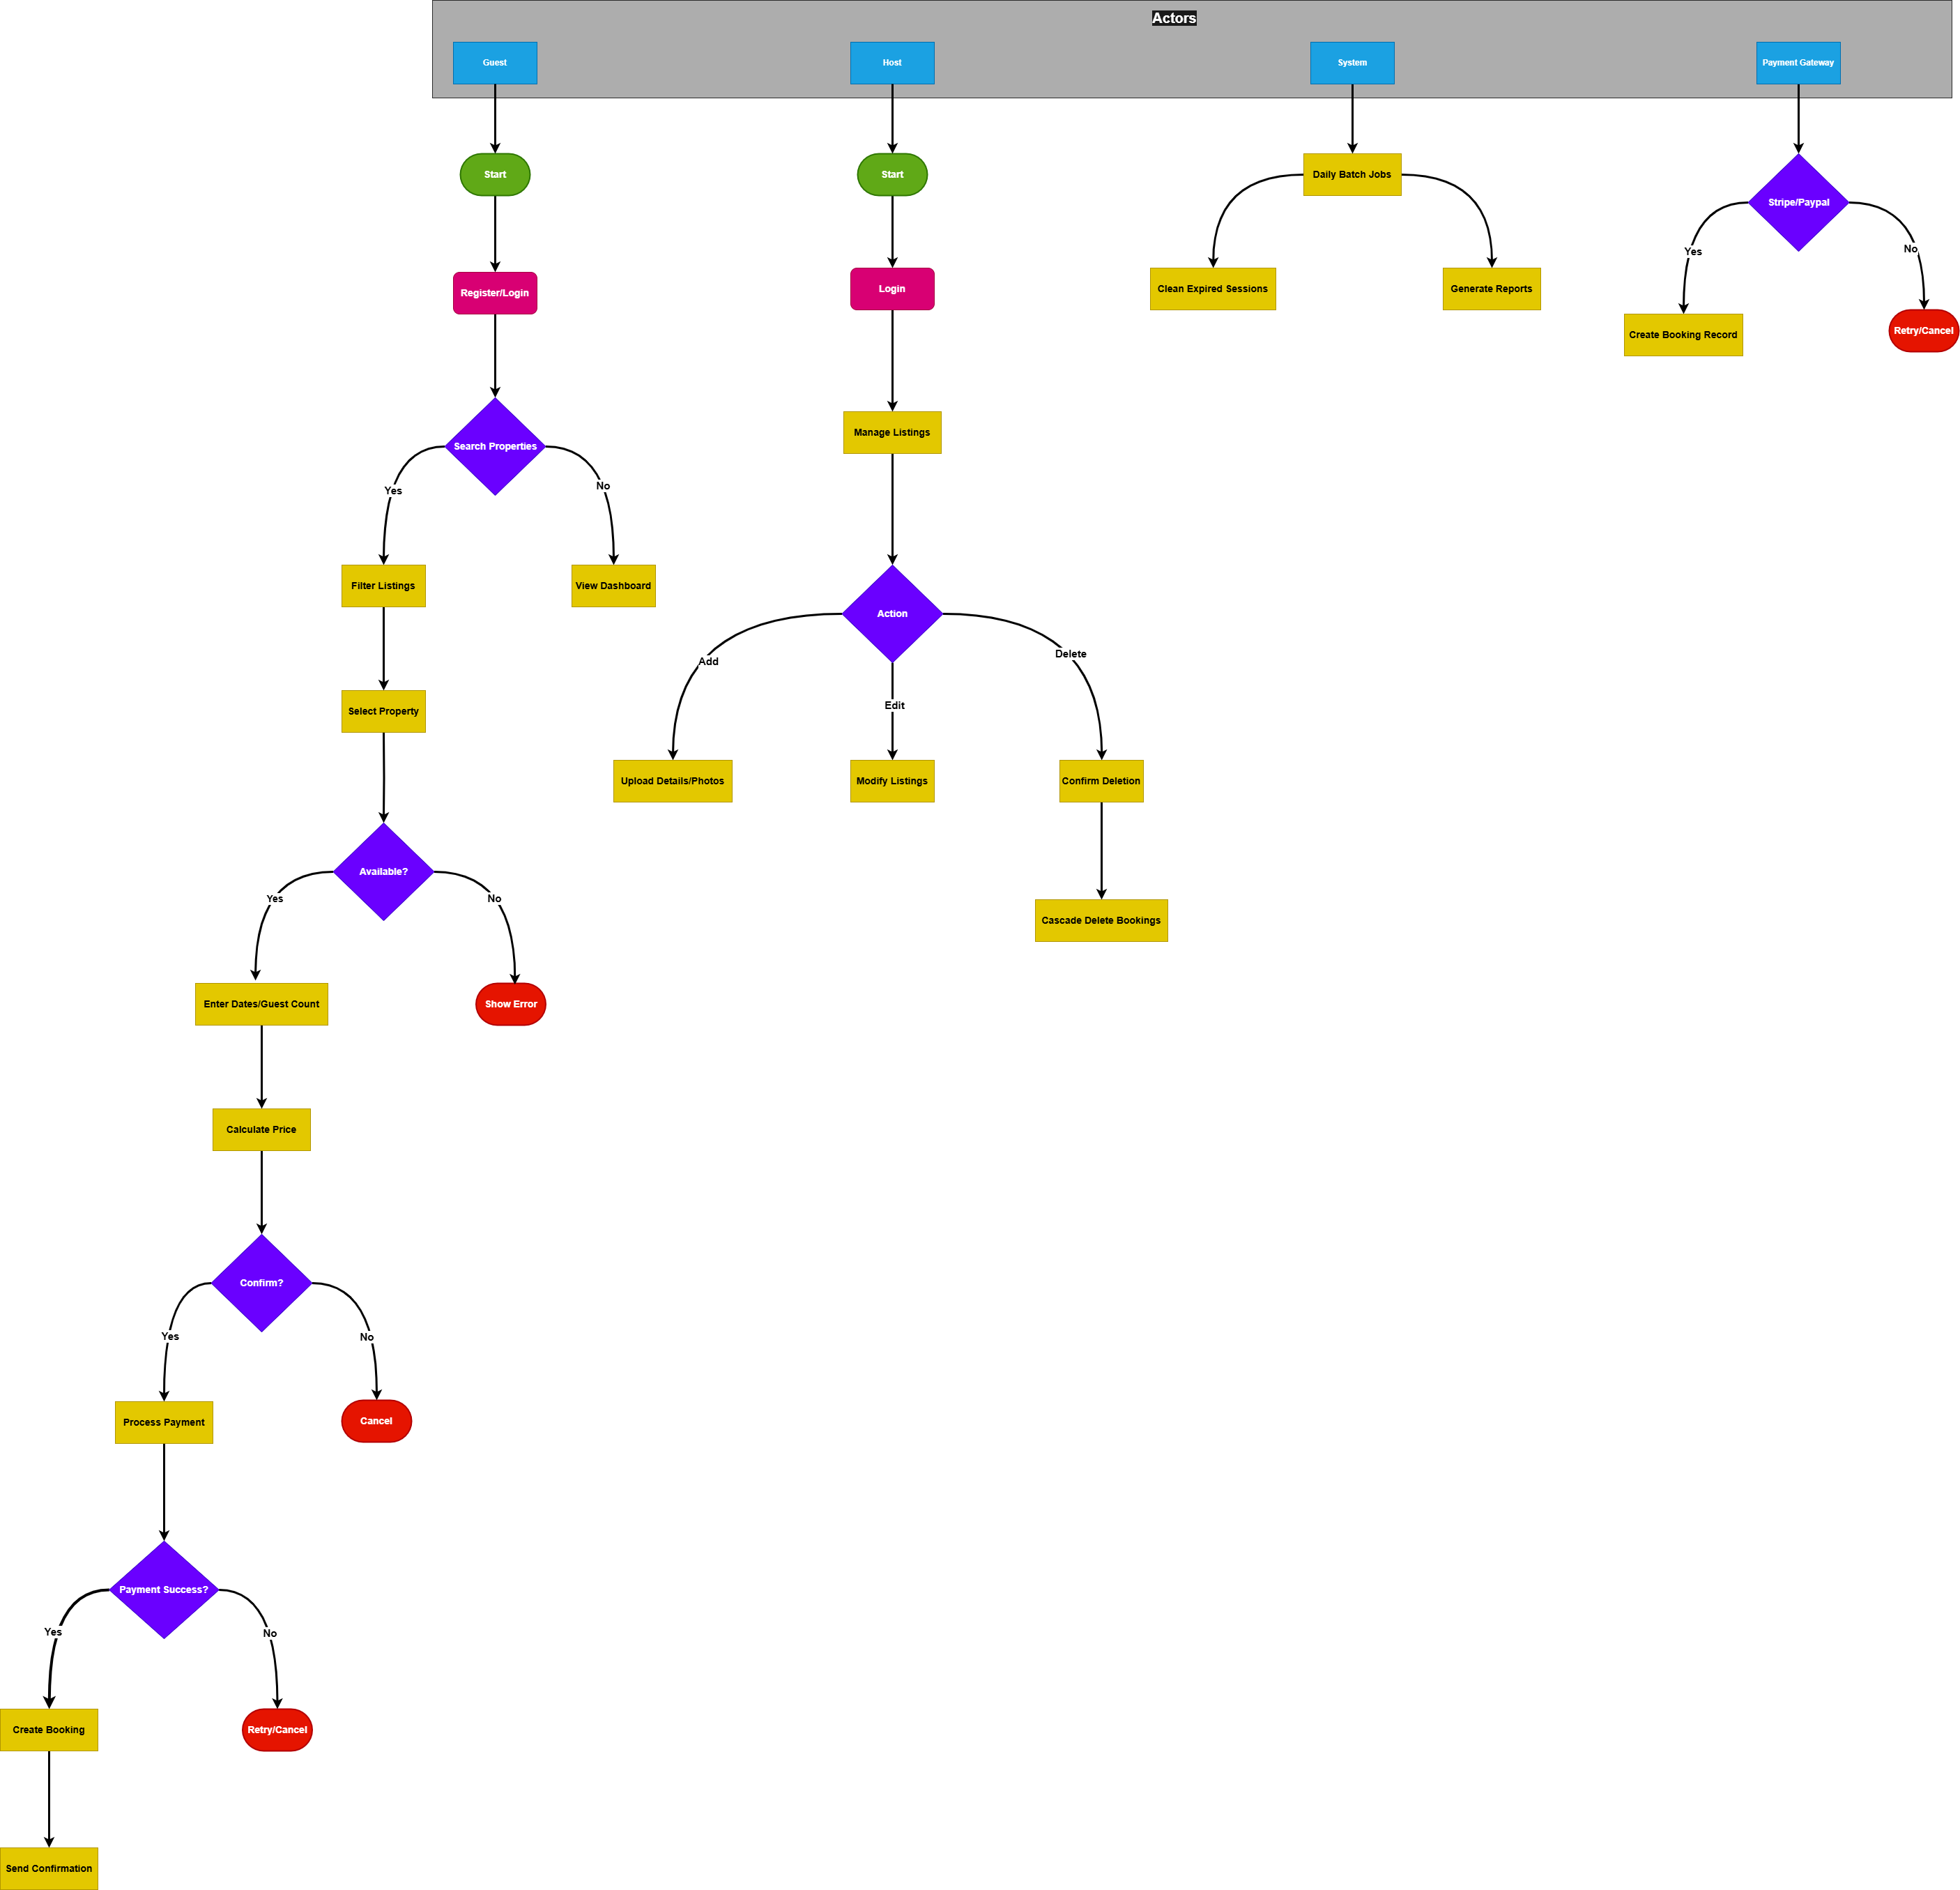 Actors
Guest
Host
System
Payment Gateway
Start
Start
Daily Batch Jobs
Stripe/Paypal
Yes
No
Register/Login
Login
Clean Expired Sessions
Generate Reports
Create Booking Record
Retry/Cancel
Manage Listings
Search Properties
Yes
No
Filter Listings
View Dashboard
Action
Add
Delete
Edit
Select Property
Upload Details/Photos
Modify Listings
Confirm Deletion
Available?
Yes
No
Cascade Delete Bookings
Enter Dates/Guest Count
Show Error
Calculate Price
Confirm?
Yes
No
Process Payment
Cancel
Payment Success?
Yes
No
Create Booking
Retry/Cancel
Send Confirmation